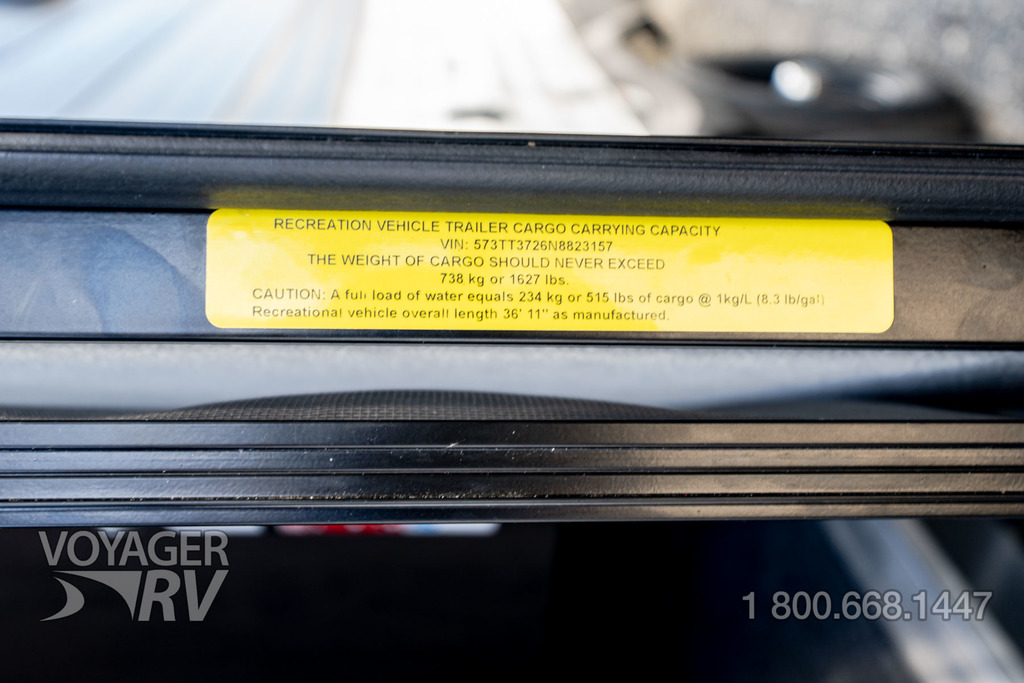 RECREATION VEHICLE TRAILER CARGO CARRYING CAPACITY
VIN: 573TT3726N8823157
THE WEIGHT OF CARGO SHOULD NEVER EXCEED
738 kg or 1627 lbs.
CAUTION: A full load of water equals 234 kg or 515 lbs of cargo @ 1kg/L (8.3 lb/gal)
Recreational vehicle overall length 36' 11" as manufactured.
VOYAGER
RV
1 800.668.1447